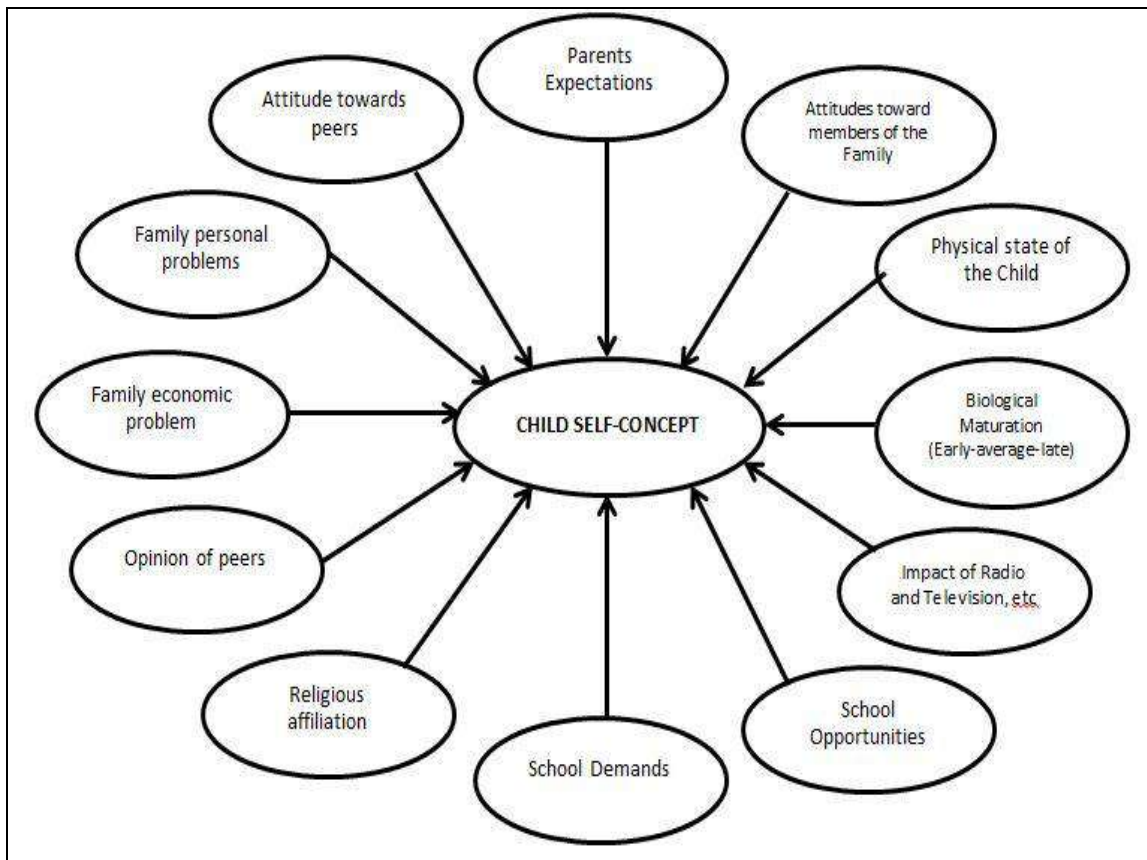 Parents
Expectations
Attitudes toward
members of the
Family
Physical state of
the Child
Biological
Maturation
(Early-average-late)
Impact of Radio
and Television, etc
School
Opportunities
School Demands
Religious
affiliation
Opinion of peers
Family economic
problem
Family personal
problems
Attitude towards
peers
CHILD SELF-CONCEPT